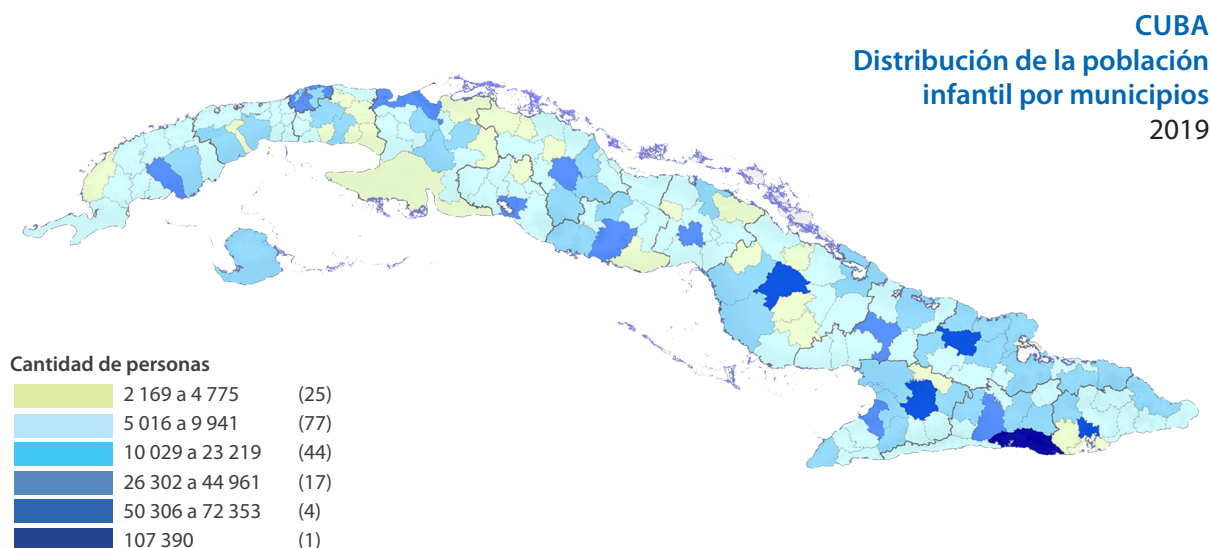 CUBA
Distribución de la población
infantil por municipios
2019
Cantidad de personas
2 169 a 4 775 (25)
5 016 a 9 941 (77)
10 029 a 23 219 (44)
26 302 a 44 961 (17)
50 306 a 72 353 (4)
107 390 (1)